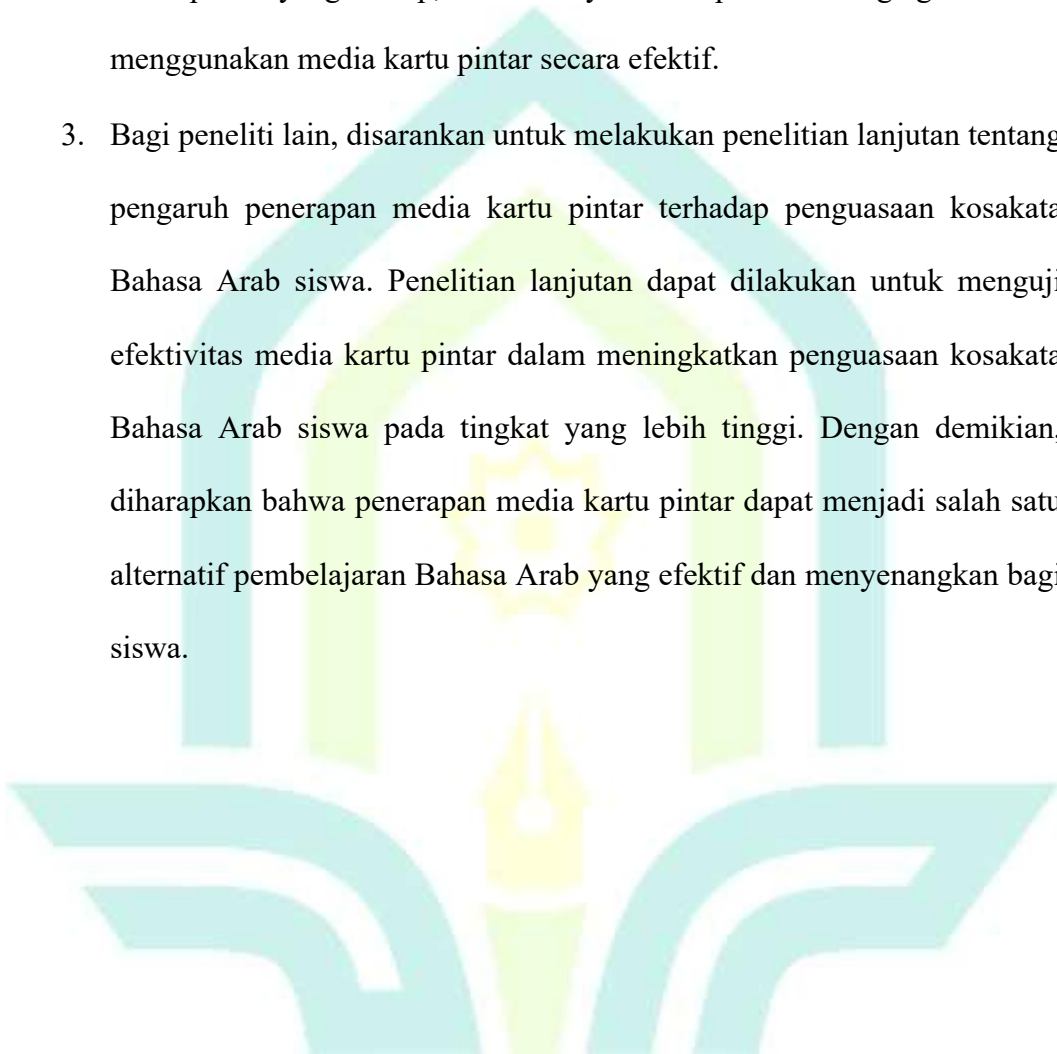 menggunakan media kartu pintar secara efektif.
3. Bagi peneliti lain, disarankan untuk melakukan penelitian lanjutan tentang
pengaruh penerapan media kartu pintar terhadap penguasaan kosakata
Bahasa Arab siswa. Penelitian lanjutan dapat dilakukan untuk menguji
efektivitas media kartu pintar dalam meningkatkan penguasaan kosakata
Bahasa Arab siswa pada tingkat yang lebih tinggi. Dengan demikian,
diharapkan bahwa penerapan media kartu pintar dapat menjadi salah satu
alternatif pembelajaran Bahasa Arab yang efektif dan menyenangkan bagi
siswa.